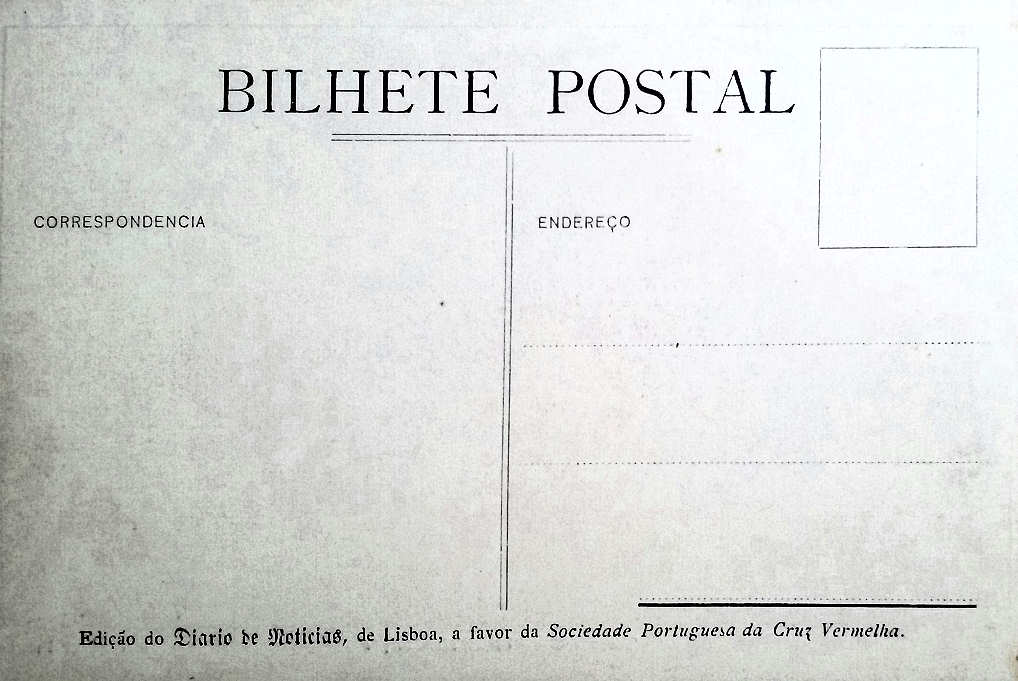 BILHETE POSTAL
CORRESPONDENCIA
ENDEREÇO
Edição do Diario de Noticias, de Lisboa, a favor da Sociedade Portuguesa da Cruz Vermelha.